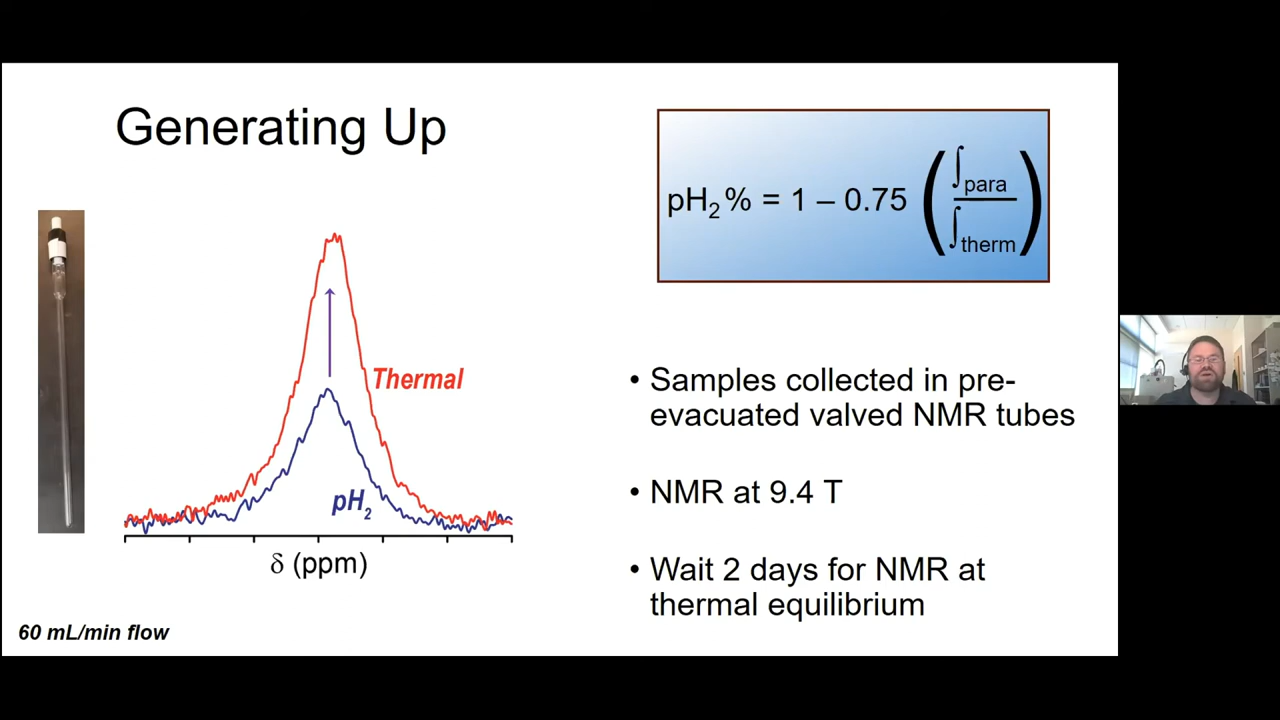 Generating Up
pH₂% = 1 – 0.75 (∫para / ∫therm)
Thermal
pH₂
δ (ppm)
60 mL/min flow
• Samples collected in pre-
evacuated valved NMR tubes
• NMR at 9.4 T
• Wait 2 days for NMR at
thermal equilibrium